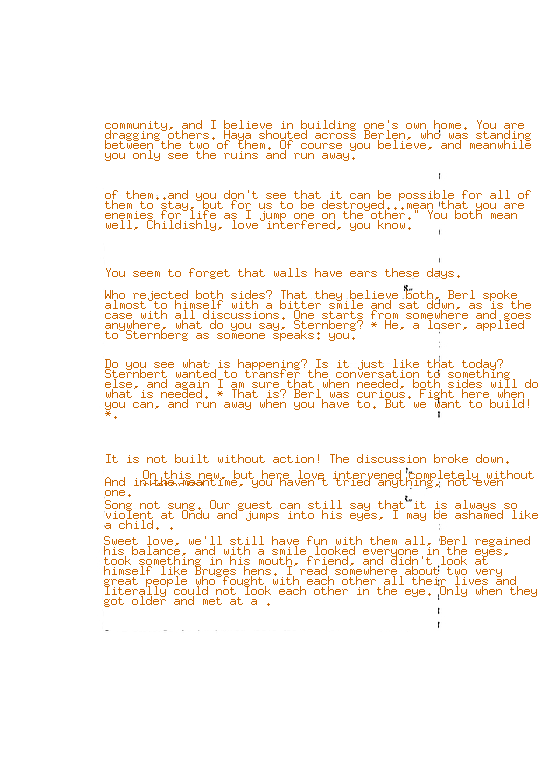 community, and I believe in building one's own home. You are
dragging others. Haya shouted across Berlen, who was standing
between the two of them. Of course you believe, and meanwhile
you only see the ruins and run away.
of them..and you don't see that it can be possible for all of
them to stay, but for us to be destroyed...mean that you are
enemies for life as I jump one on the other." You both mean
well, Childishly, love interfered, you know.
You seem to forget that walls have ears these days.
Who rejected both sides? That they believe both, Berl spoke
almost to himself with a bitter smile and sat down, as is the
case with all discussions. One starts from somewhere and goes
anywhere, what do you say, Sternberg? * He, a loser, applied
to Sternberg as someone speaks: you.
Do you see what is happening? Is it just like that today?
Sternbert wanted to transfer the conversation to something
else, and again I am sure that when needed, both sides will do
what is needed. * That is? Berl was curious. Fight here when
you can, and run away when you have to. But we want to build!
*.
It is not built without action! The discussion broke down.
On this new, but here love intervened completely without
And in the meantime, you haven't tried anything, not even
one.
Song not sung. Our guest can still say that it is always so
violent at Ondu and jumps into his eyes, I may be ashamed like
a child. .
Sweet love, we'll still have fun with them all, Berl regained
his balance, and with a smile looked everyone in the eyes,
took something in his mouth, friend, and didn't look at
himself like Bruges hens. I read somewhere about two very
great people who fought with each other all their lives and
literally could not look each other in the eye. Only when they
got older and met at a .